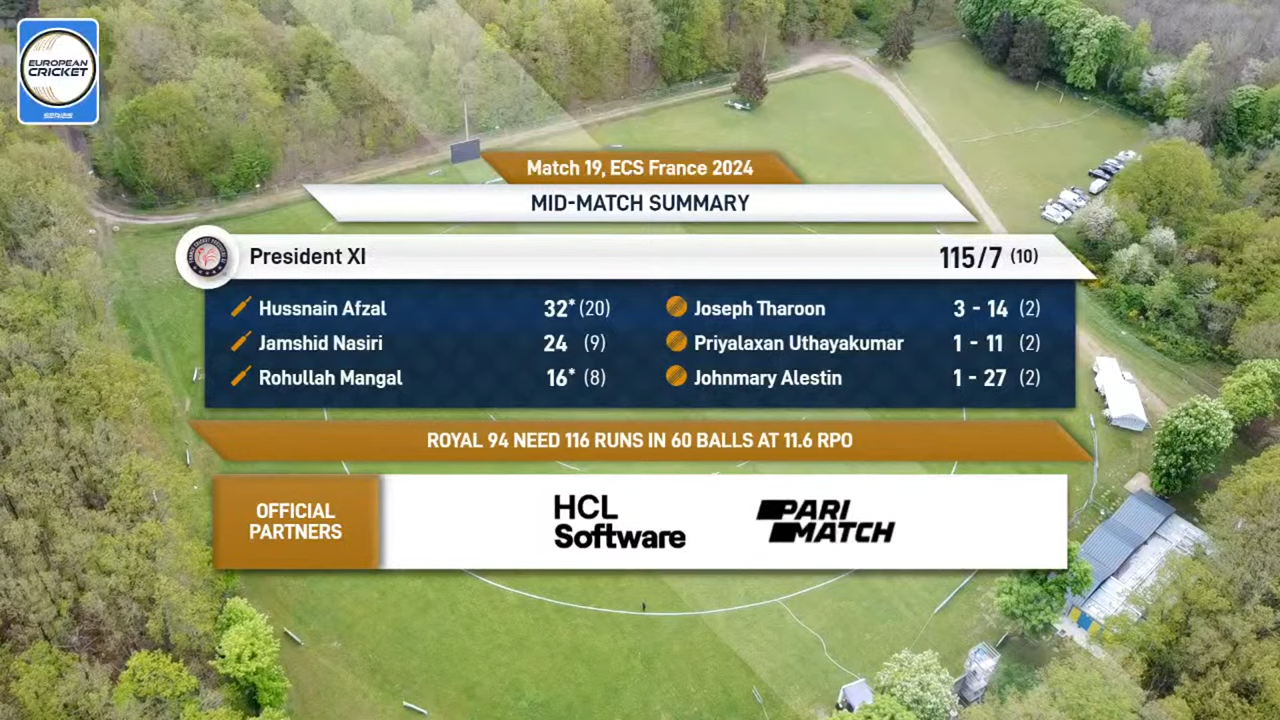 EUROPEAN
CRICKET
SERIES
Match 19, ECS France 2024
MID-MATCH SUMMARY
President XI 115/7 (10)
Hussnain Afzal 32* (20) Joseph Tharoon 3 - 14 (2)
Jamshid Nasiri 24 (9) Priyalaxan Uthayakumar 1 - 11 (2)
Rohullah Mangal 16* (8) Johnmary Alestin 1 - 27 (2)
ROYAL 94 NEED 116 RUNS IN 60 BALLS AT 11.6 RPO
OFFICIAL
PARTNERS
HCL
Software
PARI
MATCH